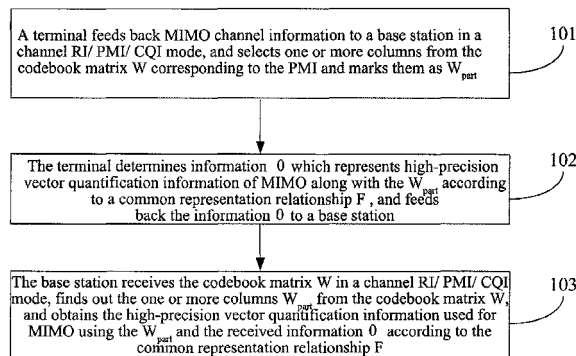 A terminal feeds back MIMO channel information to a base station in a
channel RI/ PMI/ CQI mode, and selects one or more columns from the
codebook matrix W corresponding to the PMI and marks them as Wpart
101
The terminal determines information 0 which represents high-precision
vector quantification information of MIMO along with the Wpart according
to a common representation relationship F , and feeds
back the information 0 to a base station
102
The base station receives the codebook matrix W in a channel RI/ PMI/ CQI
mode, finds out the one or more columns Wpart from the codebook matrix W,
and obtains the high-precision vector quantification information used for
MIMO using the Wpart and the received information 0 according to the
common representation relationship F
103